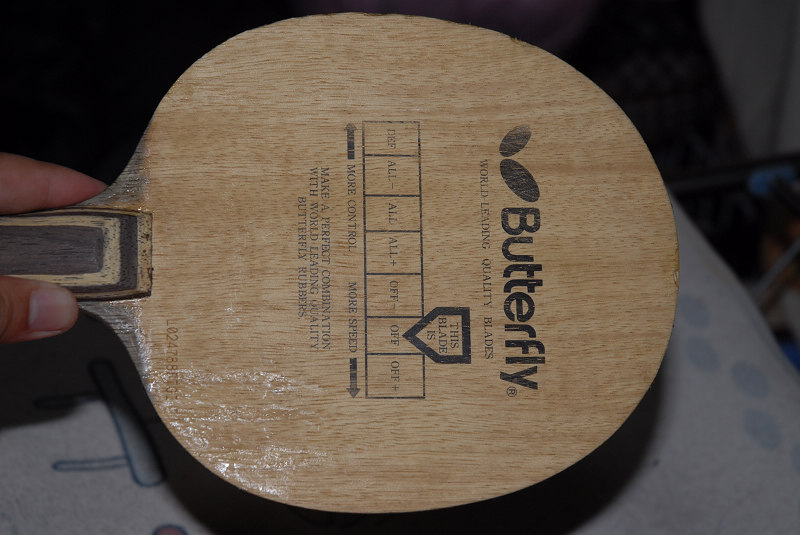 Butterfly®
WORLD LEADING QUALITY BLADES
THIS
BLADE
IS
DEF ALL- ALL ALL+ OFF- OFF OFF+
MORE CONTROL MORE SPEED
MAKE A PERFECT COMBINATION
WITH WORLD LEADING QUALITY
BUTTERFLY RUBBERS